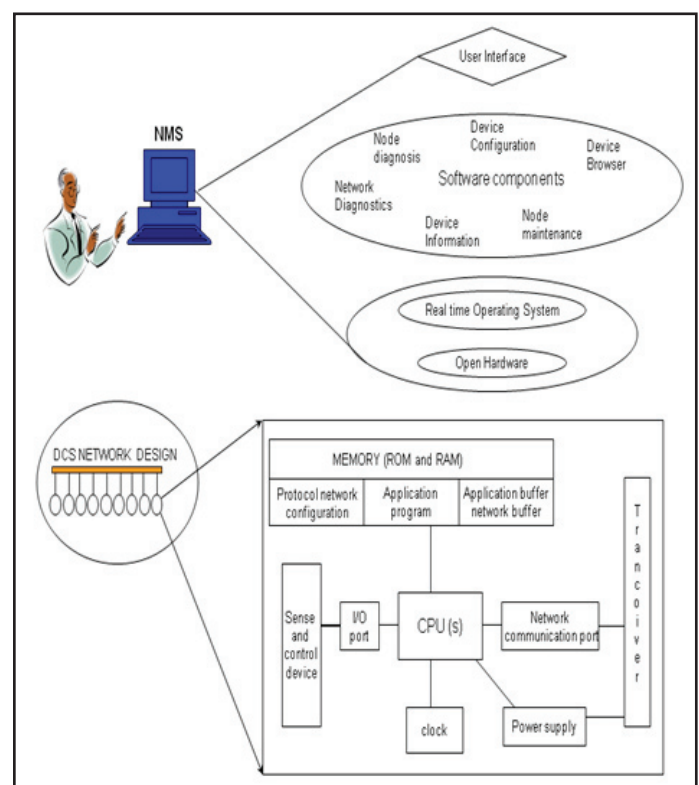 User Interface
NMS
Node
diagnosis
Device
Configuration
Device
Browser
Software components
Network
Diagnostics
Device
Information
Node
maintenance
Real time Operating System
Open Hardware
DCS NETWORK DESIGN
MEMORY (ROM and RAM)
Protocol network
configuration
Application
program
Application buffer
network buffer
Trancoiver
Sense
and
control
device
I/O
port
CPU (s)
Network
communication port
clock
Power supply